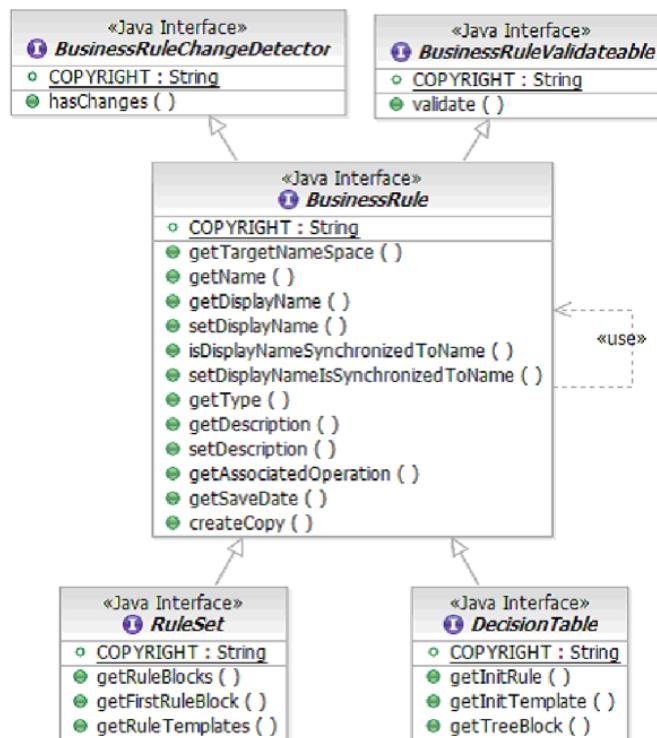 «Java Interface»
BusinessRuleChangeDetector
COPYRIGHT : String
hasChanges ( )
«Java Interface»
BusinessRuleValidateable
COPYRIGHT : String
validate ( )
«Java Interface»
BusinessRule
COPYRIGHT : String
getTargetNameSpace ( )
getName ( )
getDisplayName ( )
setDisplayName ( )
isDisplayNameSynchronizedToName ( )
setDisplayNameIsSynchronizedToName ( )
getType ( )
getDescription ( )
setDescription ( )
getAssociatedOperation ( )
getSaveDate ( )
createCopy ( )
«use»
«Java Interface»
RuleSet
COPYRIGHT : String
getRuleBlocks ( )
getFirstRuleBlock ( )
getRuleTemplates ( )
«Java Interface»
DecisionTable
COPYRIGHT : String
getInitRule ( )
getInitTemplate ( )
getTreeBlock ( )